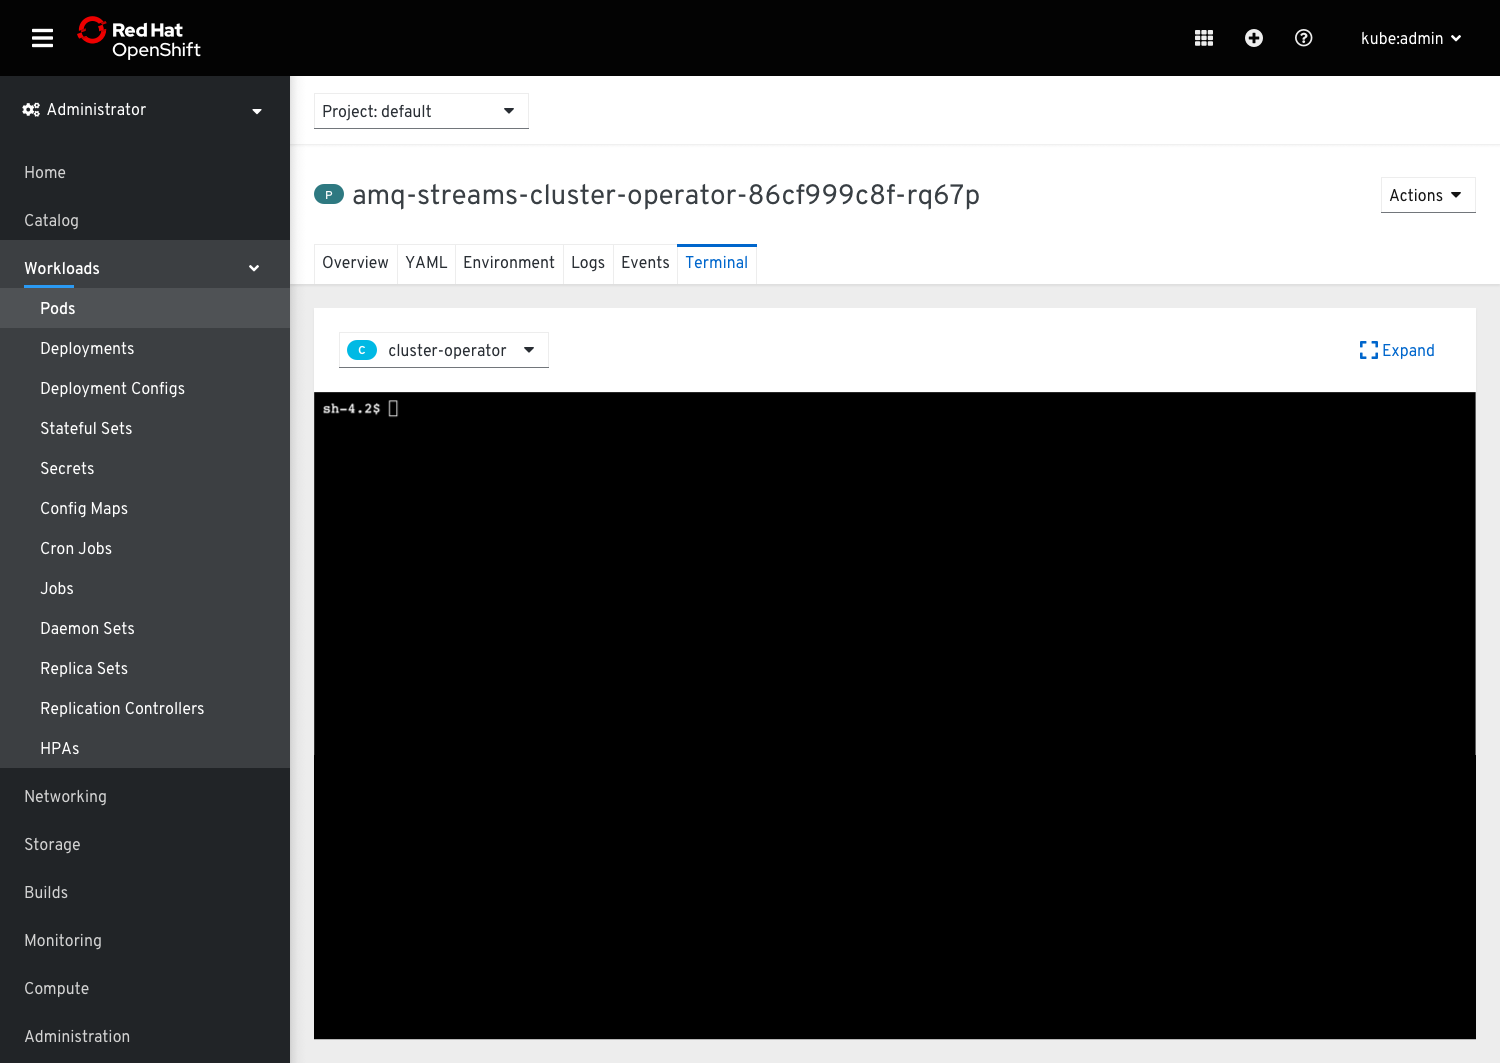 Red Hat
OpenShift
kube:admin
Administrator
Home
Catalog
Workloads
Pods
Deployments
Deployment Configs
Stateful Sets
Secrets
Config Maps
Cron Jobs
Jobs
Daemon Sets
Replica Sets
Replication Controllers
HPAs
Networking
Storage
Builds
Monitoring
Compute
Administration
Project: default
P amq-streams-cluster-operator-86cf999c8f-rq67p
Actions
Overview YAML Environment Logs Events Terminal
C cluster-operator
Expand
sh-4.2$